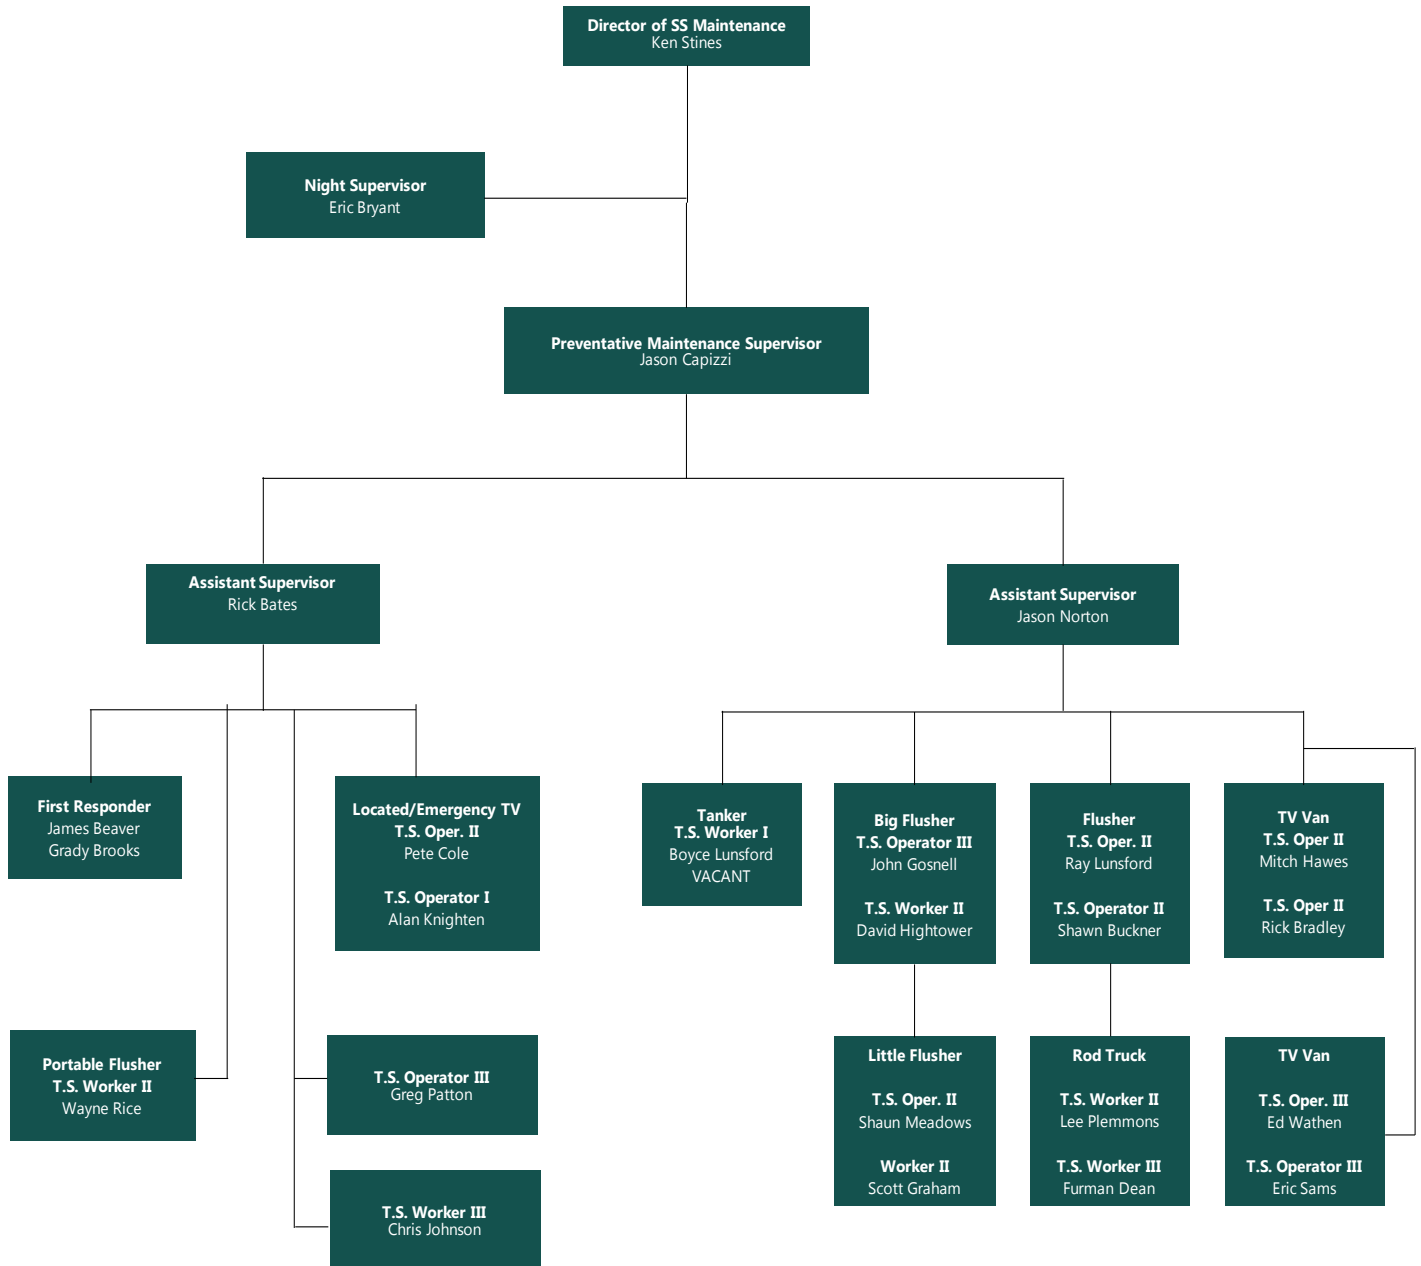 Director of SS Maintenance
Ken Stines
Night Supervisor
Eric Bryant
Preventative Maintenance Supervisor
Jason Capizzi
Assistant Supervisor
Rick Bates
Assistant Supervisor
Jason Norton
First Responder
James Beaver
Grady Brooks
Located/Emergency TV
T.S. Oper. II
Pete Cole
T.S. Operator I
Alan Knighten
Tanker
T.S. Worker I
Boyce Lunsford
VACANT
Big Flusher
T.S. Operator III
John Gosnell
T.S. Worker II
David Hightower
Flusher
T.S. Oper. II
Ray Lunsford
T.S. Operator II
Shawn Buckner
TV Van
T.S. Oper II
Mitch Hawes
T.S. Oper II
Rick Bradley
Portable Flusher
T.S. Worker II
Wayne Rice
T.S. Operator III
Greg Patton
T.S. Worker III
Chris Johnson
Little Flusher
T.S. Oper. II
Shaun Meadows
Worker II
Scott Graham
Rod Truck
T.S. Worker II
Lee Plemmons
T.S. Worker III
Furman Dean
TV Van
T.S. Oper. III
Ed Wathen
T.S. Operator III
Eric Sams